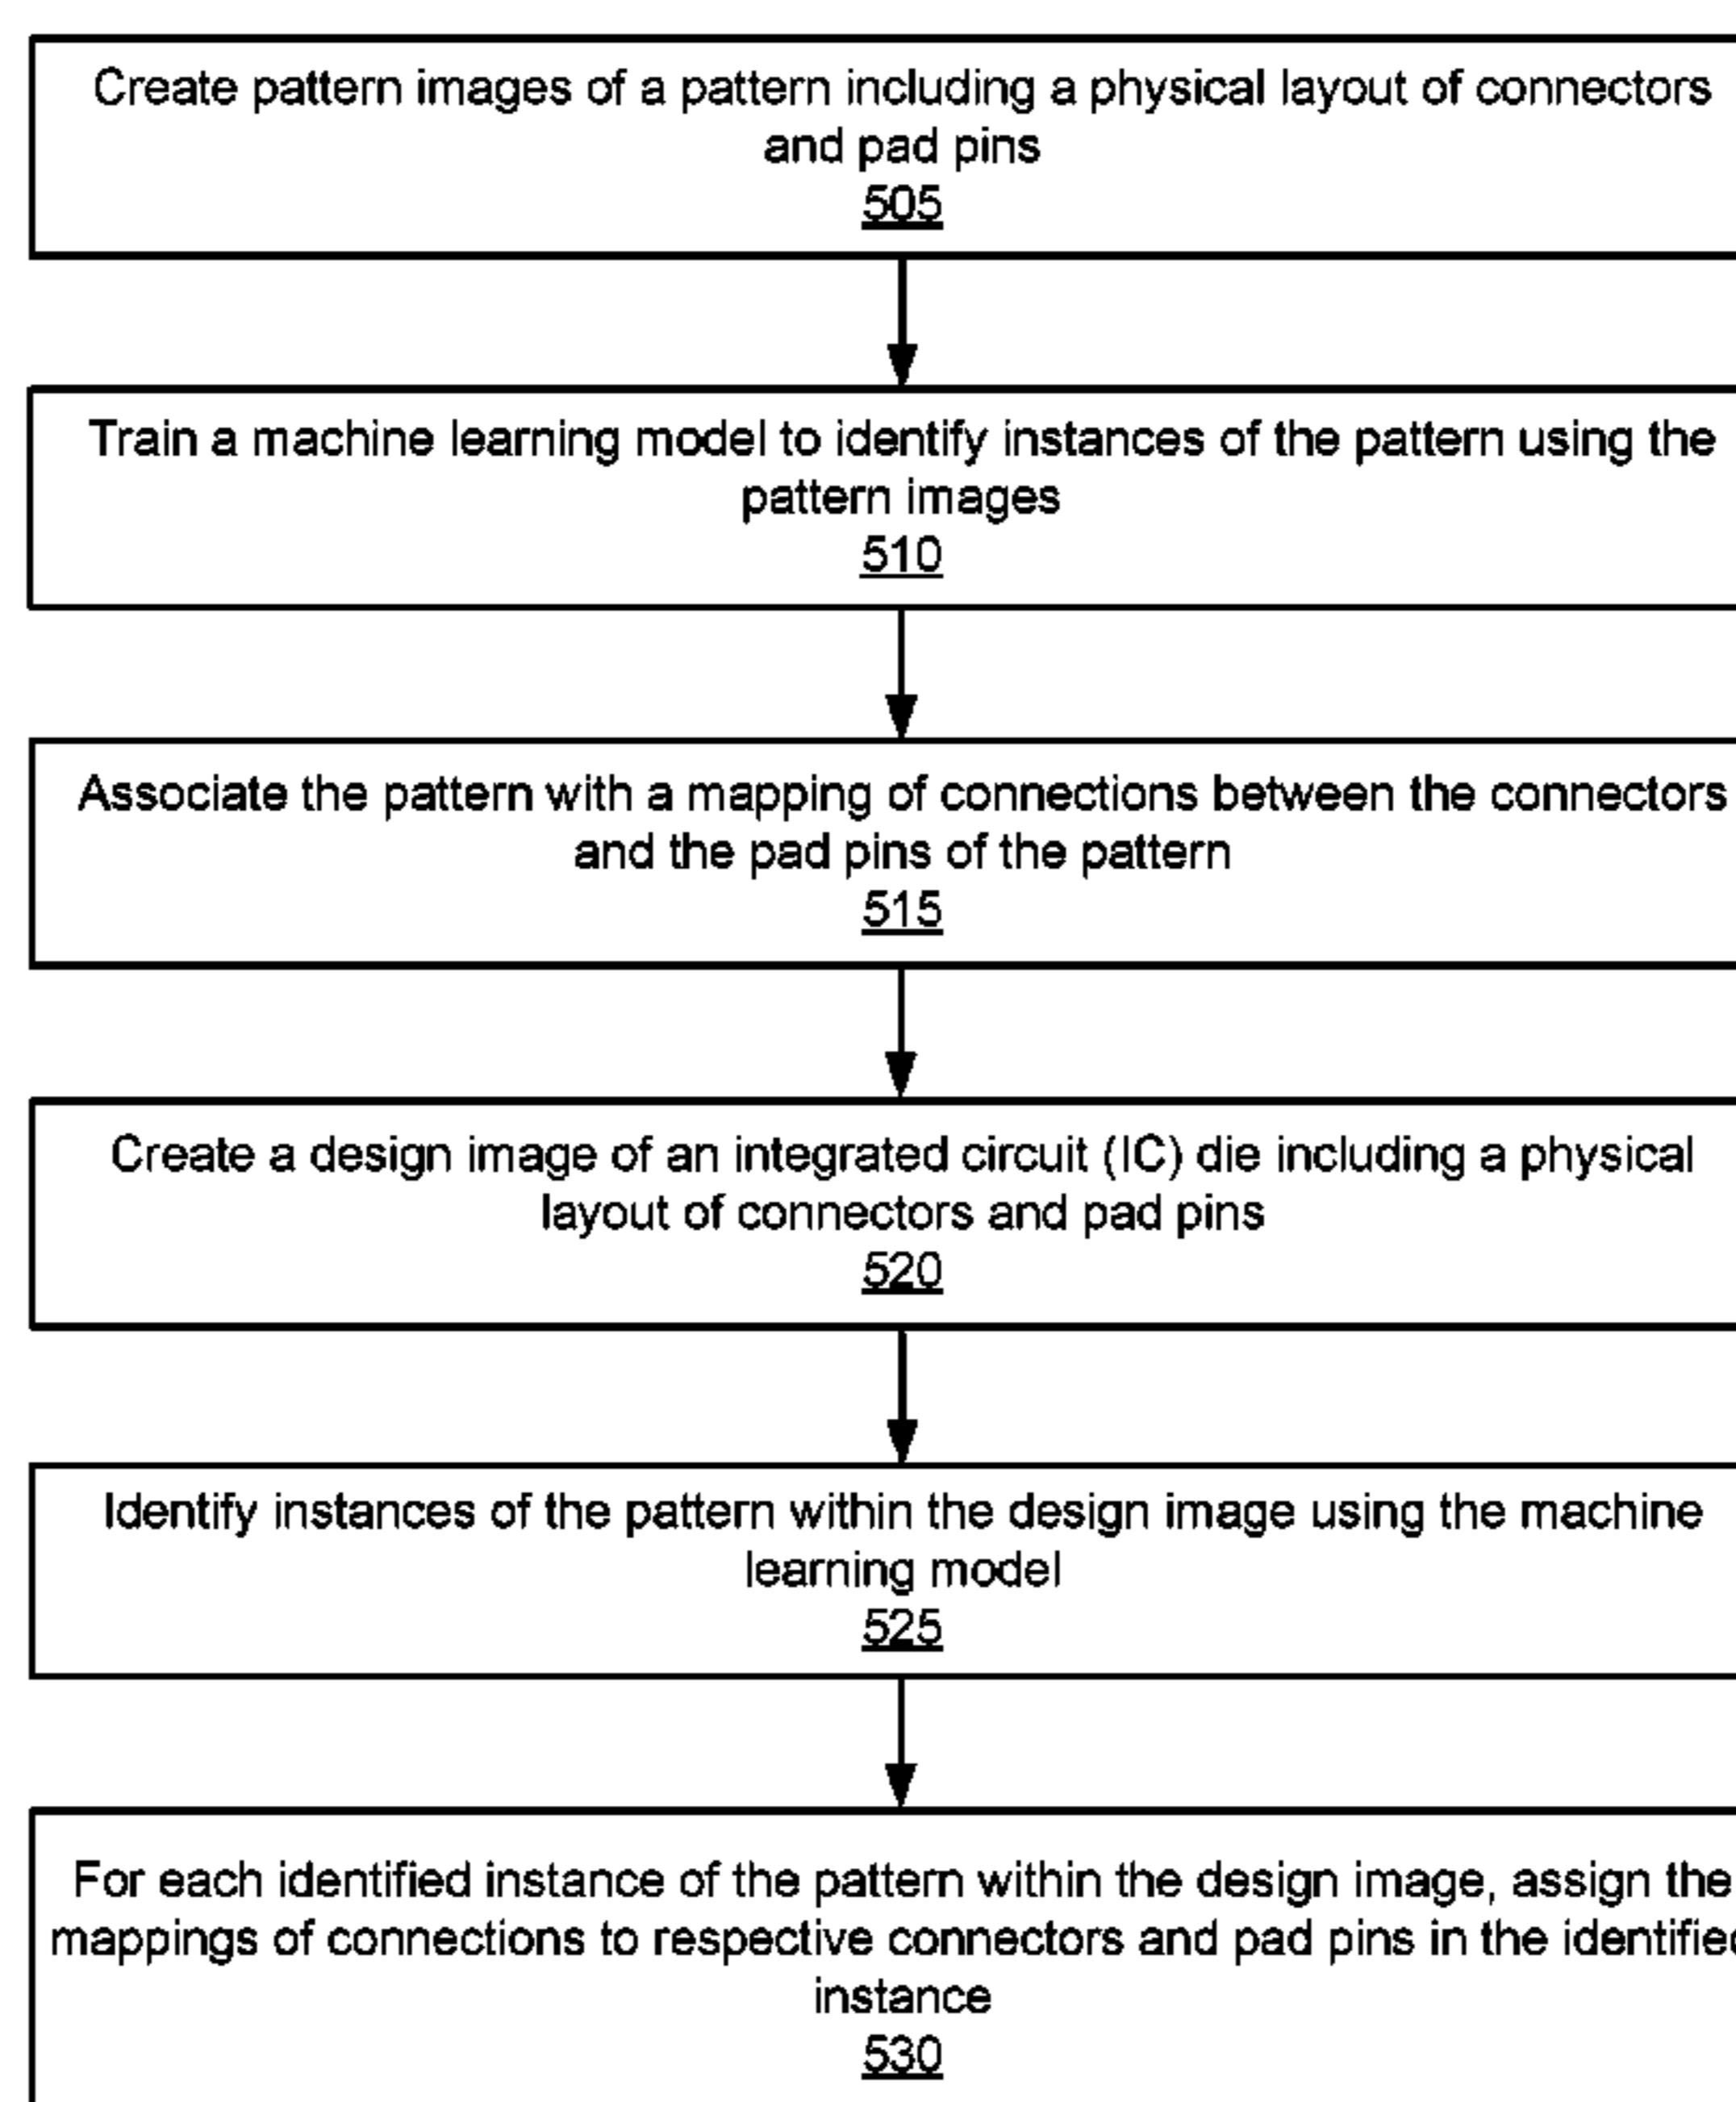 Create pattern images of a pattern including a physical layout of connectors
and pad pins
505
Train a machine learning model to identify instances of the pattern using the
pattern images
510
Associate the pattern with a mapping of connections between the connectors
and the pad pins of the pattern
515
Create a design image of an integrated circuit (IC) die including a physical
layout of connectors and pad pins
520
Identify instances of the pattern within the design image using the machine
learning model
525
For each identified instance of the pattern within the design image, assign the
mappings of connections to respective connectors and pad pins in the identified
instance
530